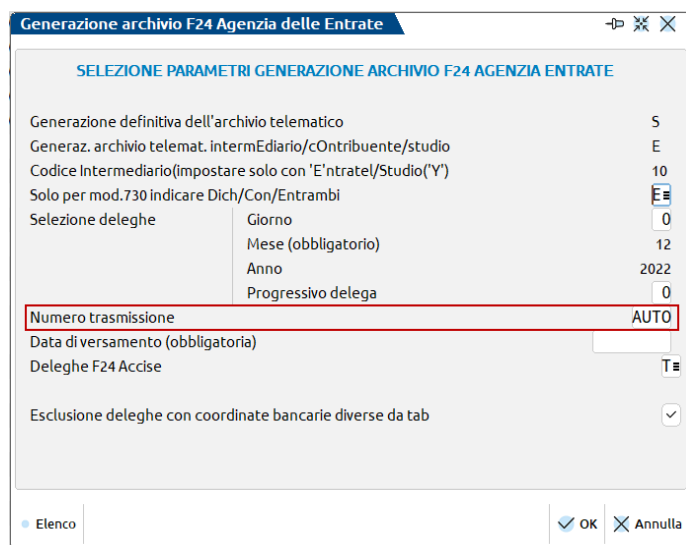 Generazione archivio F24 Agenzia delle Entrate
SELEZIONE PARAMETRI GENERAZIONE ARCHIVIO F24 AGENZIA ENTRATE
Generazione definitiva dell'archivio telematico S
Generaz. archivio telemat. intermEdiario/cOntribuente/studio E
Codice Intermediario(impostare solo con 'E'ntratel/Studio('Y') 10
Solo per mod.730 indicare Dich/Con/Entrambi E
Selezione deleghe Giorno 0
Mese (obbligatorio) 12
Anno 2022
Progressivo delega 0
Numero trasmissione AUTO
Data di versamento (obbligatoria)
Deleghe F24 Accise T
Esclusione deleghe con coordinate bancarie diverse da tab
Elenco OK Annulla